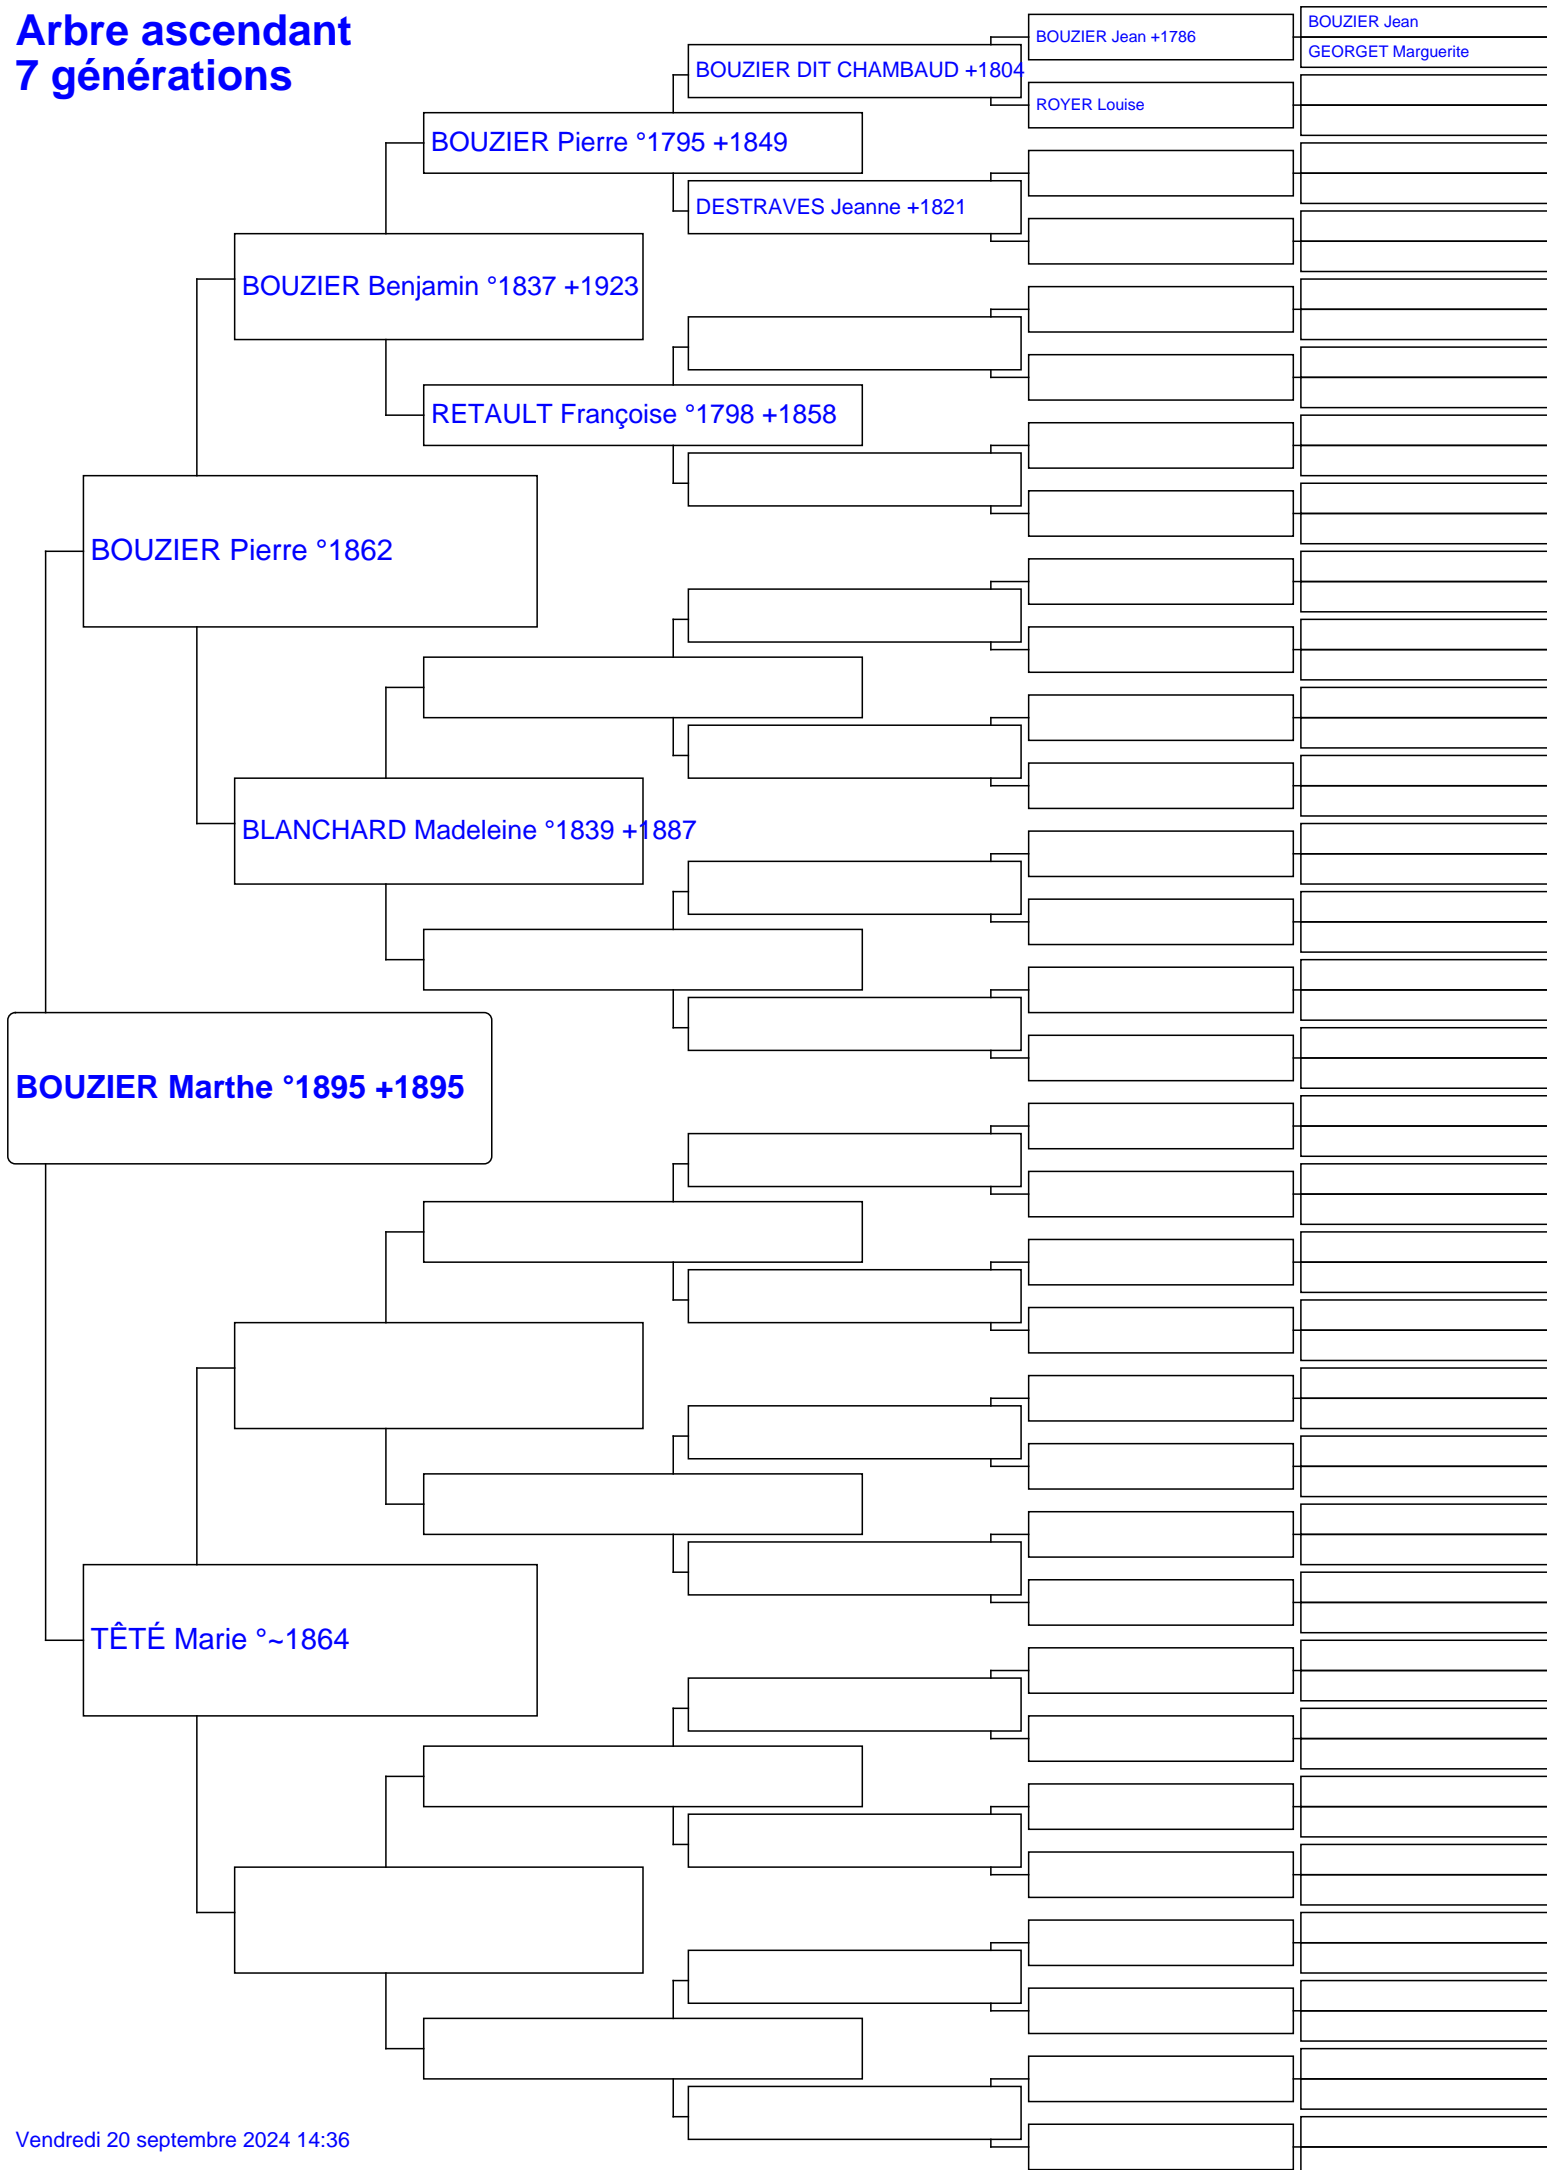 Arbre ascendant
7 générations
BOUZIER Jean
BOUZIER Jean +1786
GEORGET Marguerite
BOUZIER DIT CHAMBAUD +1804
ROYER Louise
BOUZIER Pierre °1795 +1849
DESTRAVES Jeanne +1821
BOUZIER Benjamin °1837 +1923
RETAULT Françoise °1798 +1858
BOUZIER Pierre °1862
BLANCHARD Madeleine °1839 +1887
BOUZIER Marthe °1895 +1895
TÊTÉ Marie °~1864
Vendredi 20 septembre 2024 14:36